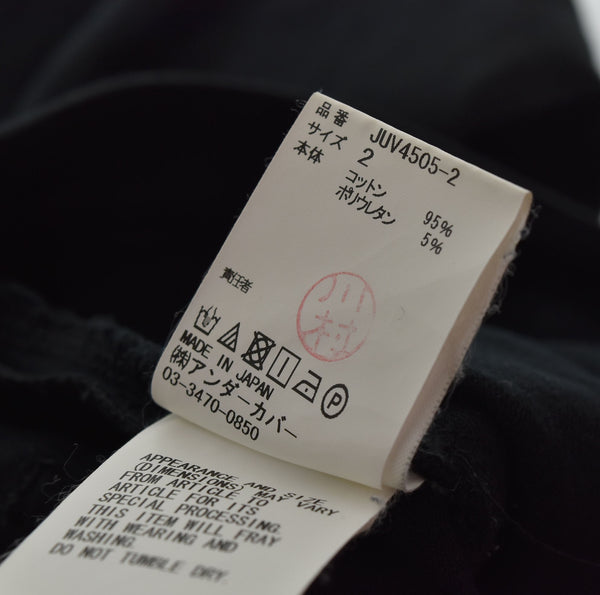 品番 JUV4505-2
サイズ 2
本体 コットン 95%
ポリウレタン 5%
責任者
川村
P
MADE IN JAPAN
(株)アンダーカバー
03-3470-0850
APPEARANCE AND SIZE
(DIMENSIONS) MAY VARY
FROM ARTICLE TO
ARTICLE FOR ITS
SPECIAL PROCESSING.
THIS ITEM WILL FRAY
WITH WEARING AND
WASHING.
DO NOT TUMBLE DRY.